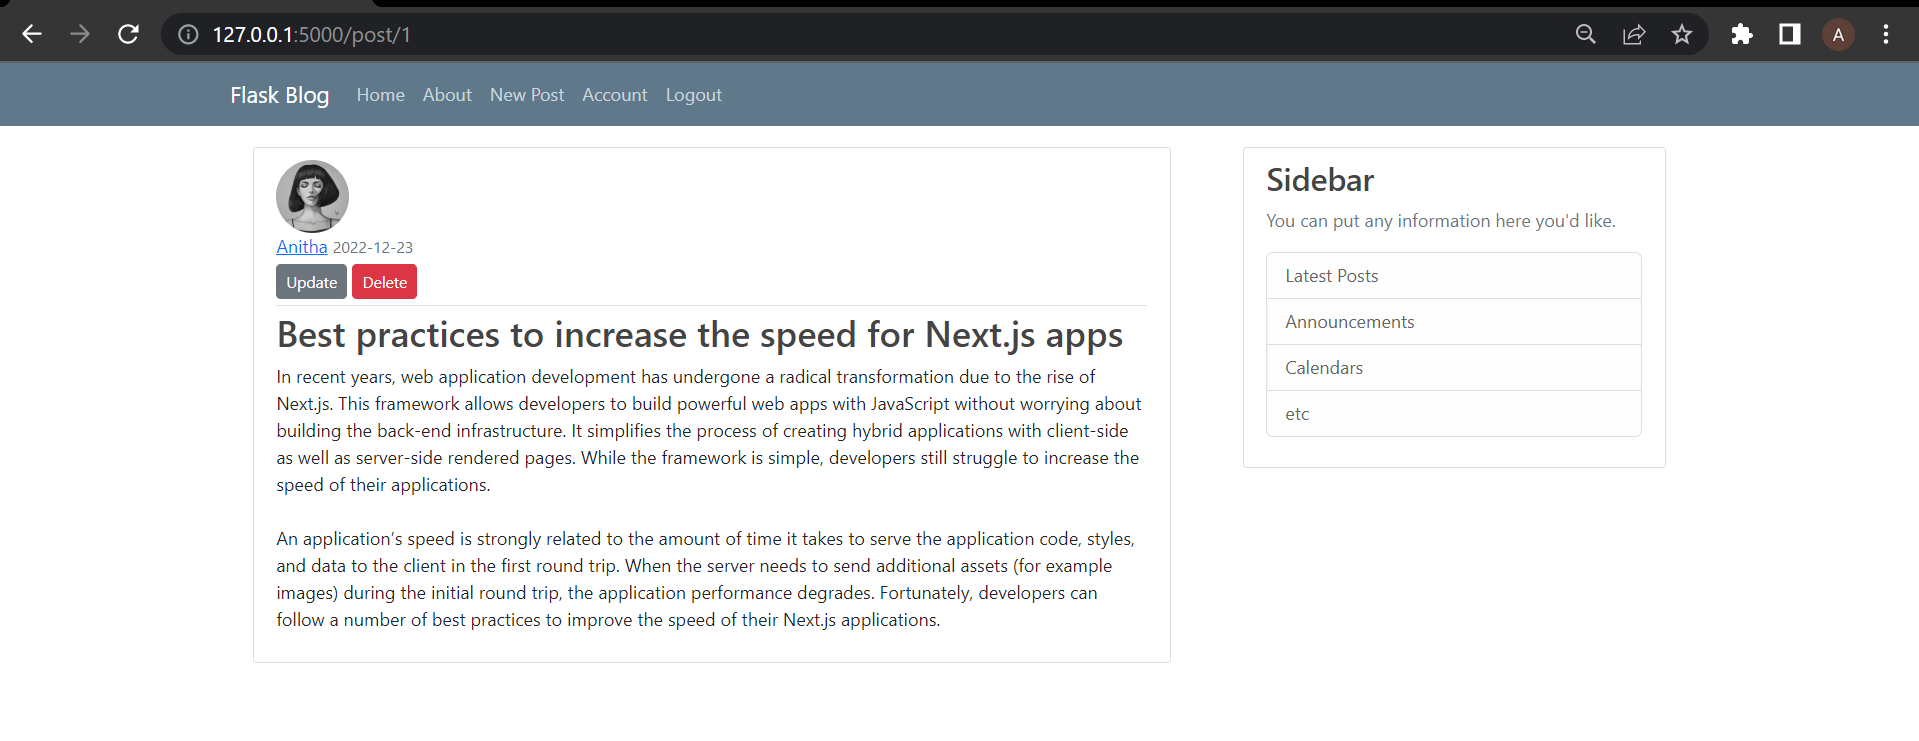 127.0.0.1:5000/post/1
A
Flask Blog Home About New Post Account Logout
Anitha 2022-12-23
Update Delete
Best practices to increase the speed for Next.js apps
In recent years, web application development has undergone a radical transformation due to the rise of
Next.js. This framework allows developers to build powerful web apps with JavaScript without worrying about
building the back-end infrastructure. It simplifies the process of creating hybrid applications with client-side
as well as server-side rendered pages. While the framework is simple, developers still struggle to increase the
speed of their applications.
An application’s speed is strongly related to the amount of time it takes to serve the application code, styles,
and data to the client in the first round trip. When the server needs to send additional assets (for example
images) during the initial round trip, the application performance degrades. Fortunately, developers can
follow a number of best practices to improve the speed of their Next.js applications.
Sidebar
You can put any information here you'd like.
Latest Posts
Announcements
Calendars
etc